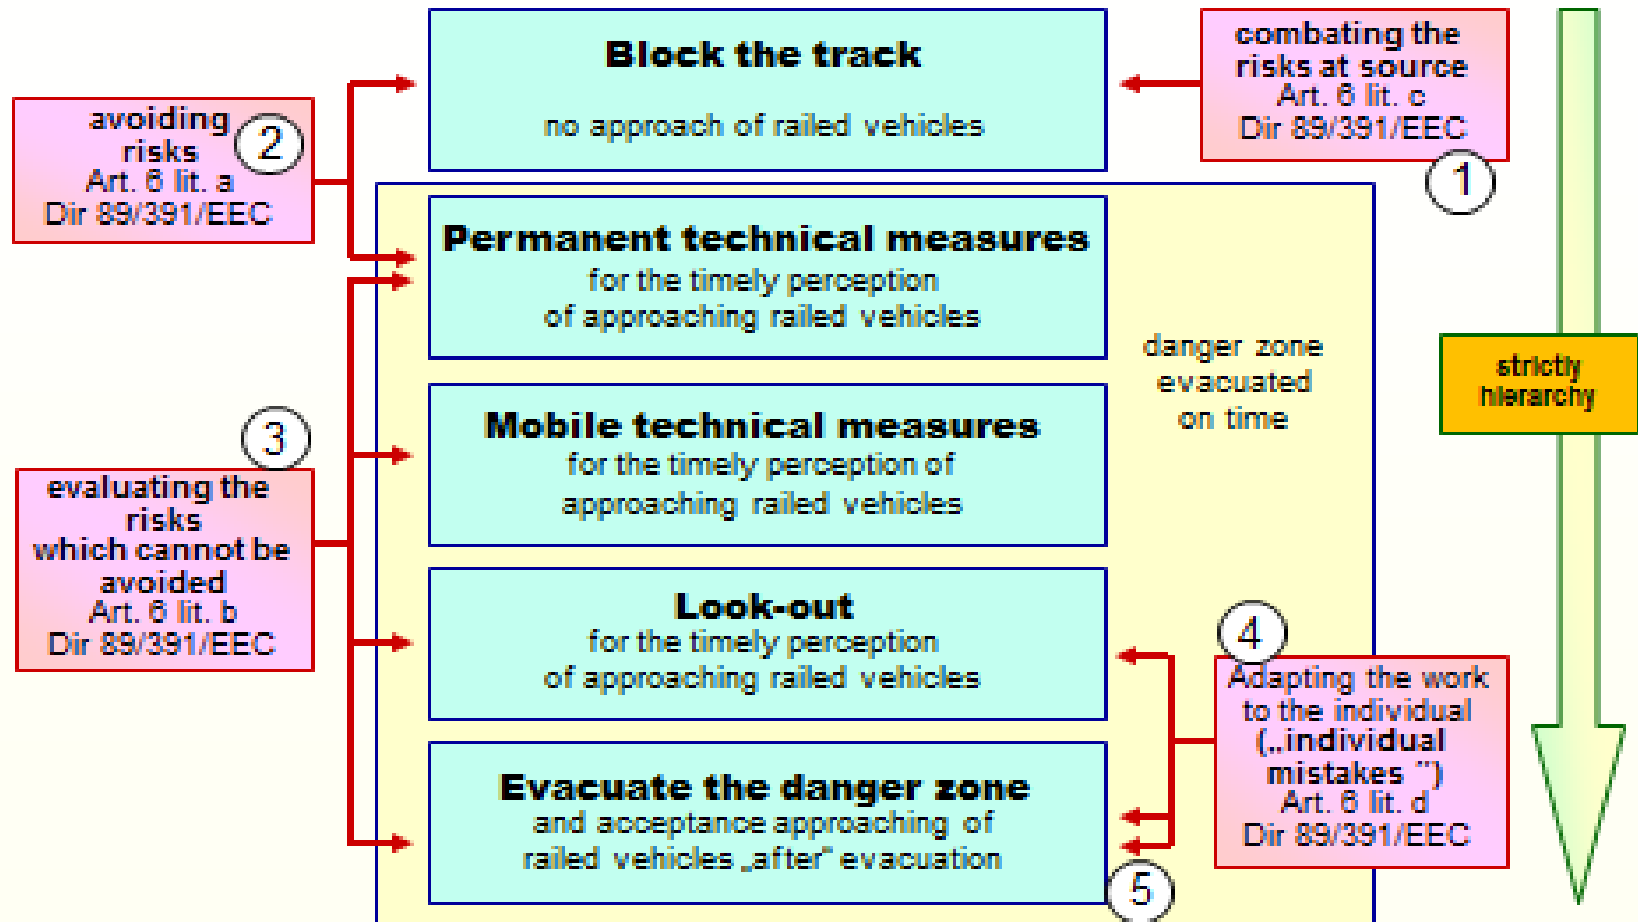 Block the track
no approach of railed vehicles
combating the
risks at source
Art. 6 lit. c
Dir 89/391/EEC
1
avoiding
risks
Art. 6 lit. a
Dir 89/391/EEC
2
Permanent technical measures
for the timely perception
of approaching railed vehicles
danger zone
evacuated
on time
strictly
hierarchy
Mobile technical measures
for the timely perception of
approaching railed vehicles
3
evaluating the
risks
which cannot be
avoided
Art. 6 lit. b
Dir 89/391/EEC
Look-out
for the timely perception
of approaching railed vehicles
4
Adapting the work
to the individual
(„individual
mistakes ")
Art. 6 lit. d
Dir 89/391/EEC
Evacuate the danger zone
and acceptance approaching of
railed vehicles „after" evacuation
5